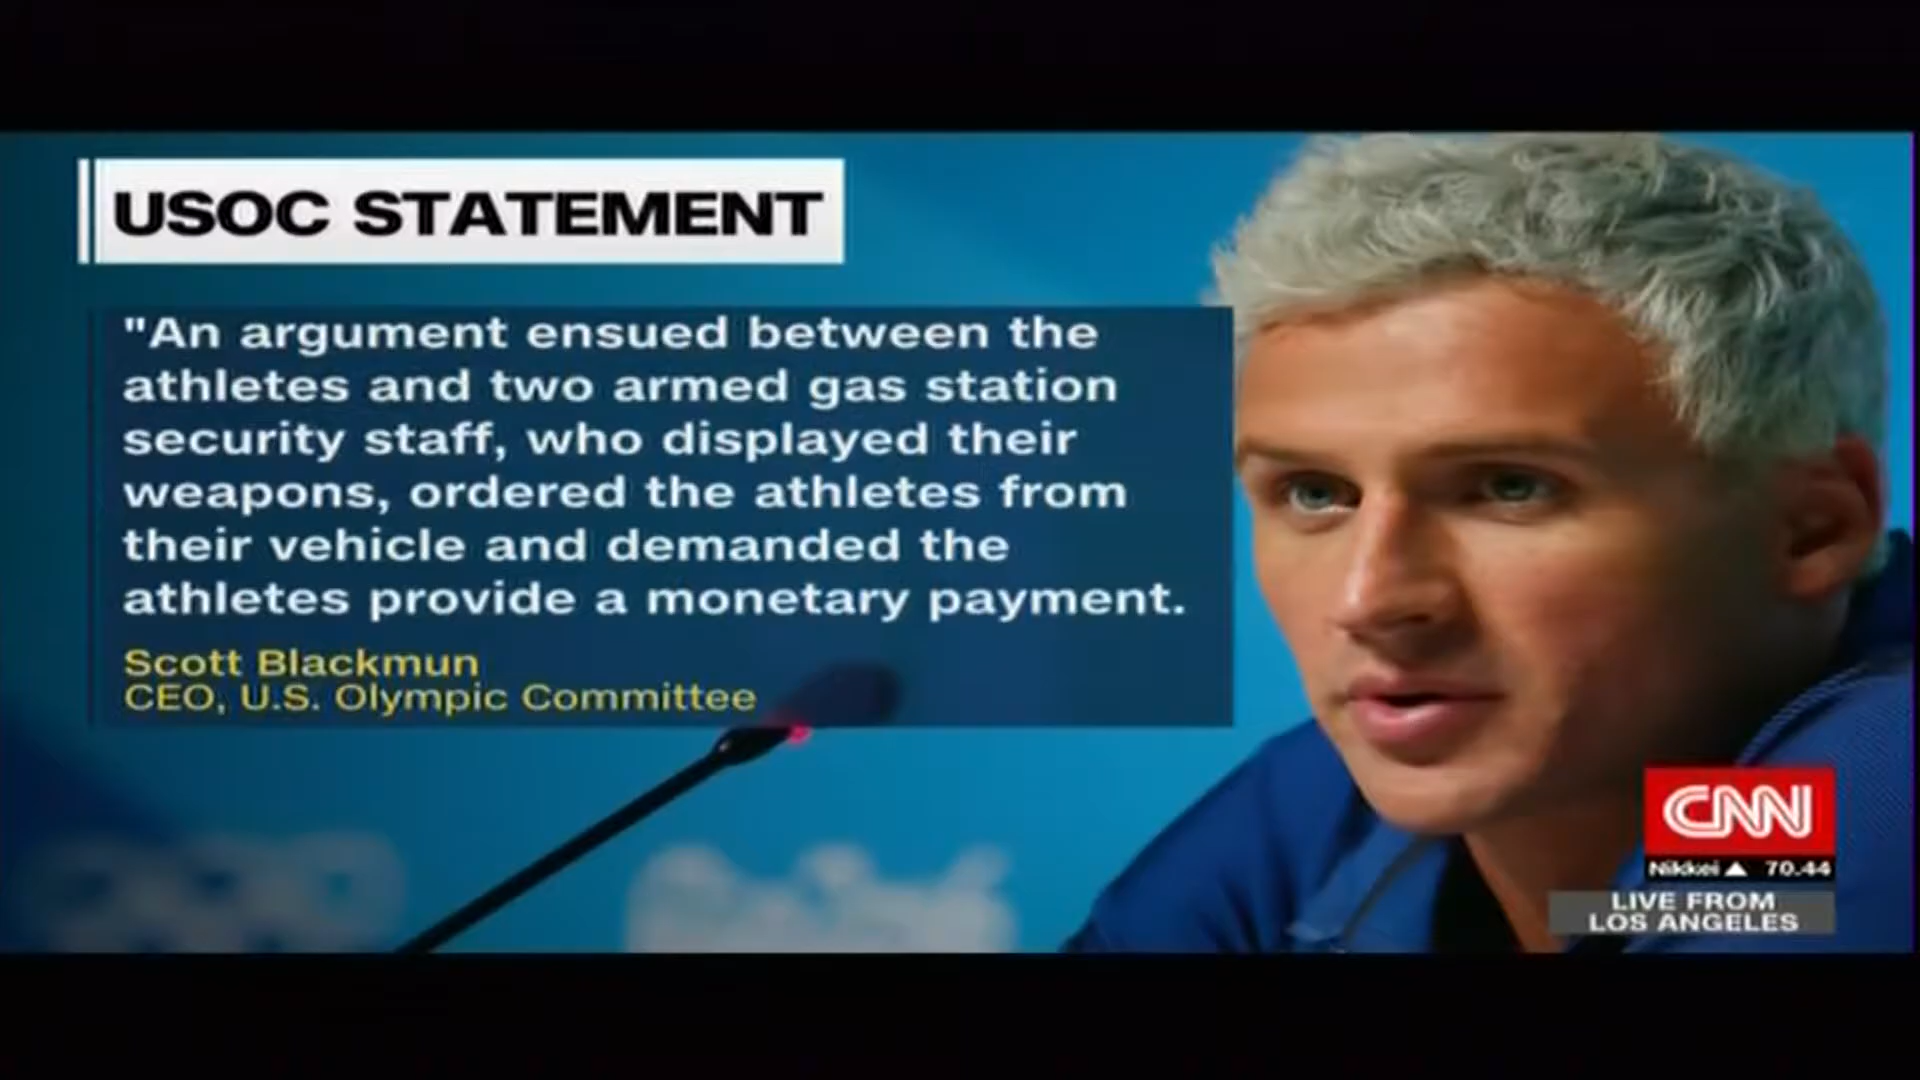 USOC STATEMENT
"An argument ensued between the
athletes and two armed gas station
security staff, who displayed their
weapons, ordered the athletes from
their vehicle and demanded the
athletes provide a monetary payment.
Scott Blackmun
CEO, U.S. Olympic Committee
CNN
Nikkei ▲ 70.44
LIVE FROM
LOS ANGELES